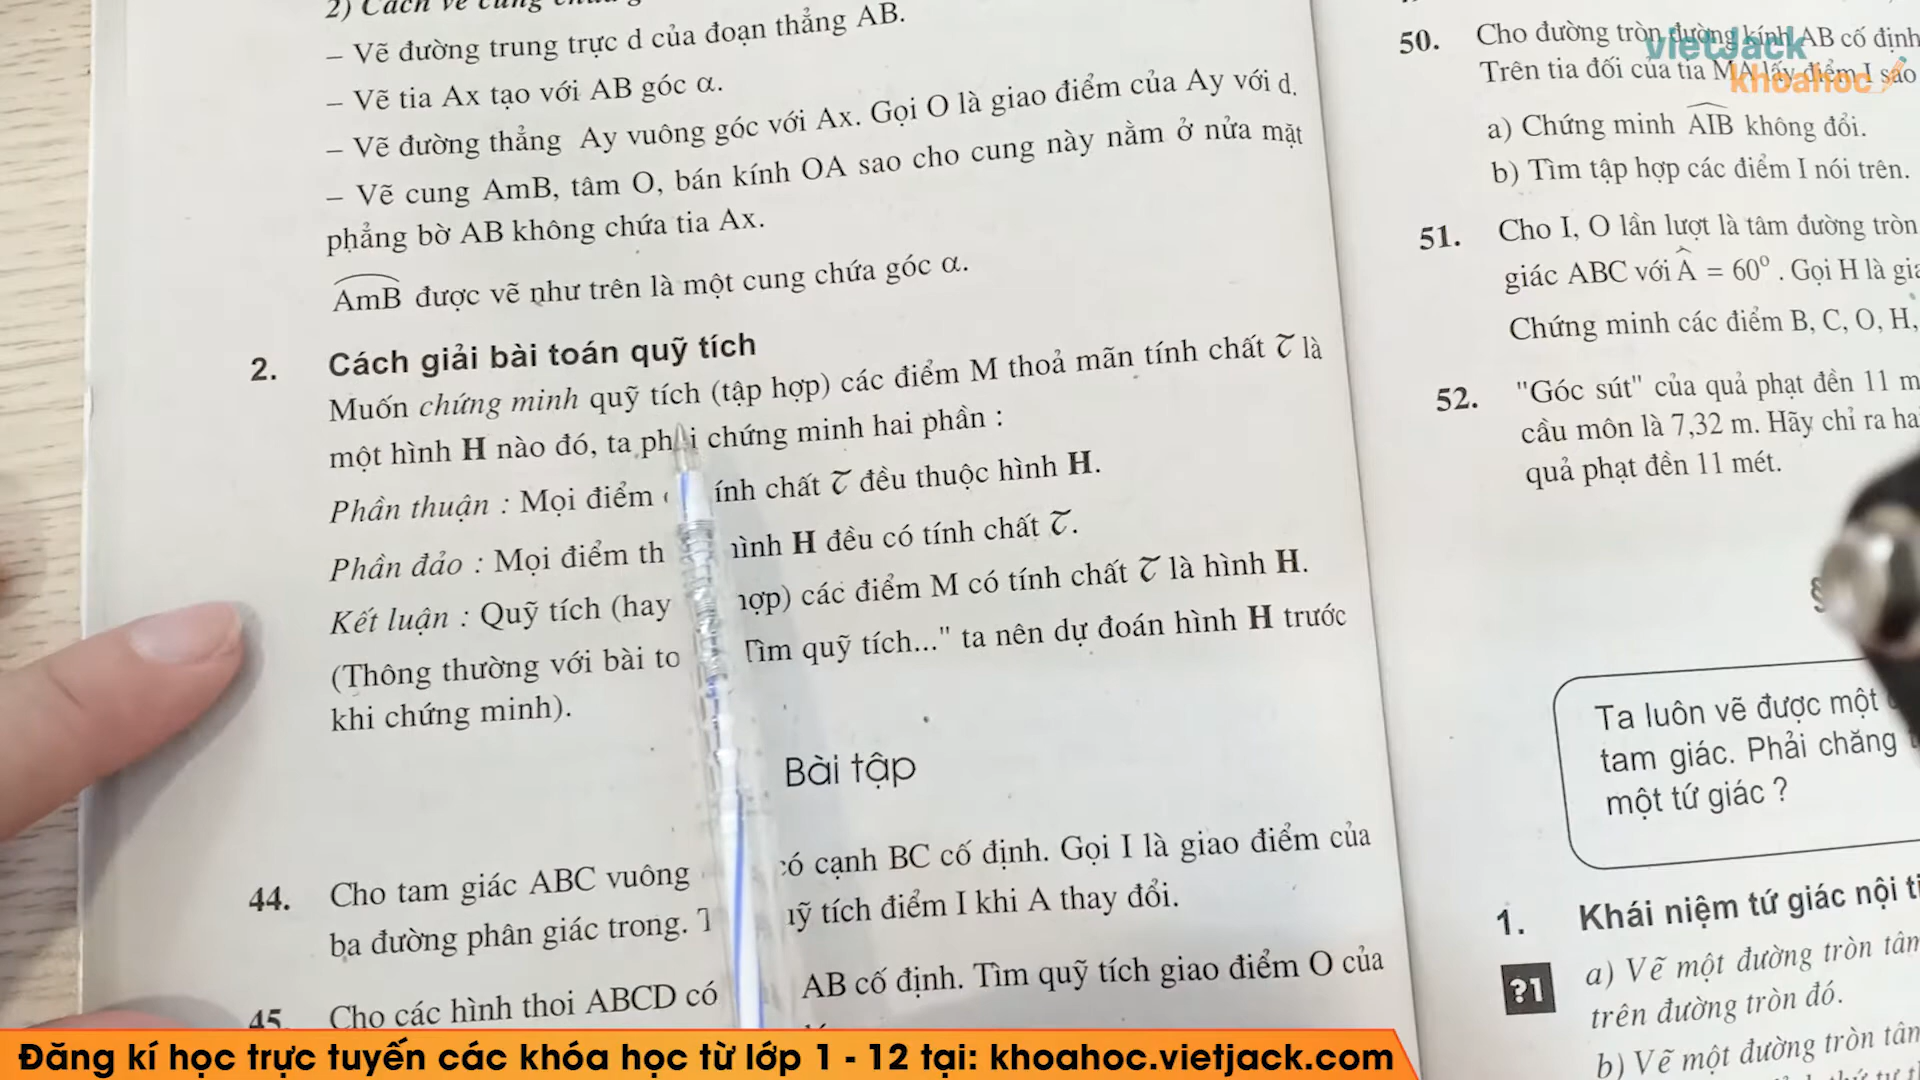 2) Cách vẽ cung
– Vẽ đường trung trực d của đoạn thẳng AB.
– Vẽ tia Ax tạo với AB góc α.
– Vẽ đường thẳng Ay vuông góc với Ax. Gọi O là giao điểm của Ay với d.
– Vẽ cung AmB, tâm O, bán kính OA sao cho cung này nằm ở nửa mặt
phẳng bờ AB không chứa tia Ax.
AmB được vẽ như trên là một cung chứa góc α.
2. Cách giải bài toán quỹ tích
Muốn chứng minh quỹ tích (tập hợp) các điểm M thoả mãn tính chất 𝒯 là
một hình H nào đó, ta phải chứng minh hai phần :
Phần thuận : Mọi điểm ính chất 𝒯 đều thuộc hình H.
Phần đảo : Mọi điểm th hình H đều có tính chất 𝒯.
Kết luận : Quỹ tích (hay hợp) các điểm M có tính chất 𝒯 là hình H.
(Thông thường với bài to Tìm quỹ tích..." ta nên dự đoán hình H trước
khi chứng minh).
Bài tập
44. Cho tam giác ABC vuông có cạnh BC cố định. Gọi I là giao điểm của
ba đường phân giác trong. T uỹ tích điểm I khi A thay đổi.
45. Cho các hình thoi ABCD có AB cố định. Tìm quỹ tích giao điểm O của
50. Cho đường tròn đường kính AB cố định
Trên tia đối của tia MA lấy điểm I sao
a) Chứng minh AIB không đổi.
b) Tìm tập hợp các điểm I nói trên.
51. Cho I, O lần lượt là tâm đường tròn
giác ABC với Â = 60°. Gọi H là gia
Chứng minh các điểm B, C, O, H,
52. "Góc sút" của quả phạt đền 11 m
cầu môn là 7,32 m. Hãy chỉ ra ha
quả phạt đền 11 mét.
§
Ta luôn vẽ được một
tam giác. Phải chăng
một tứ giác ?
1. Khái niệm tứ giác nội ti
?1 a) Vẽ một đường tròn tâm
trên đường tròn đó.
b) Vẽ một đường tròn tâm
vietJack
khoahoc
Đăng kí học trực tuyến các khóa học từ lớp 1 - 12 tại: khoahoc.vietjack.com